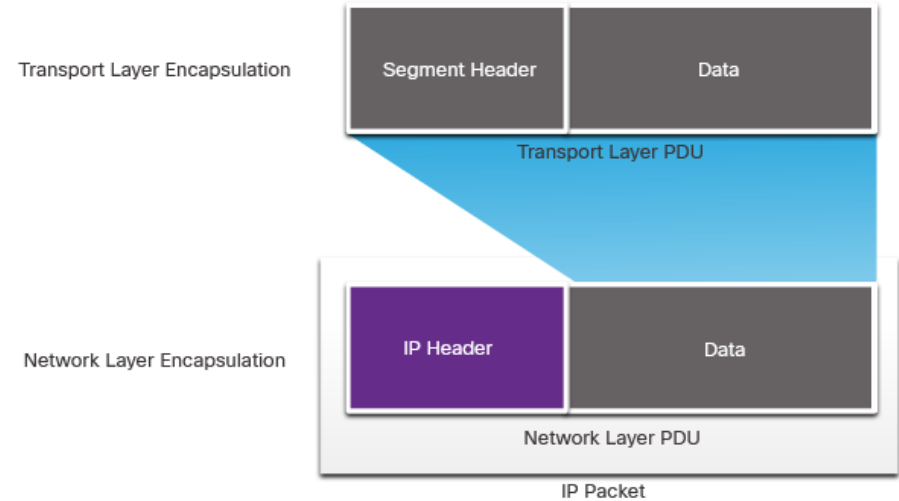 Transport Layer Encapsulation
Segment Header
Data
Transport Layer PDU
Network Layer Encapsulation
IP Header
Data
Network Layer PDU
IP Packet